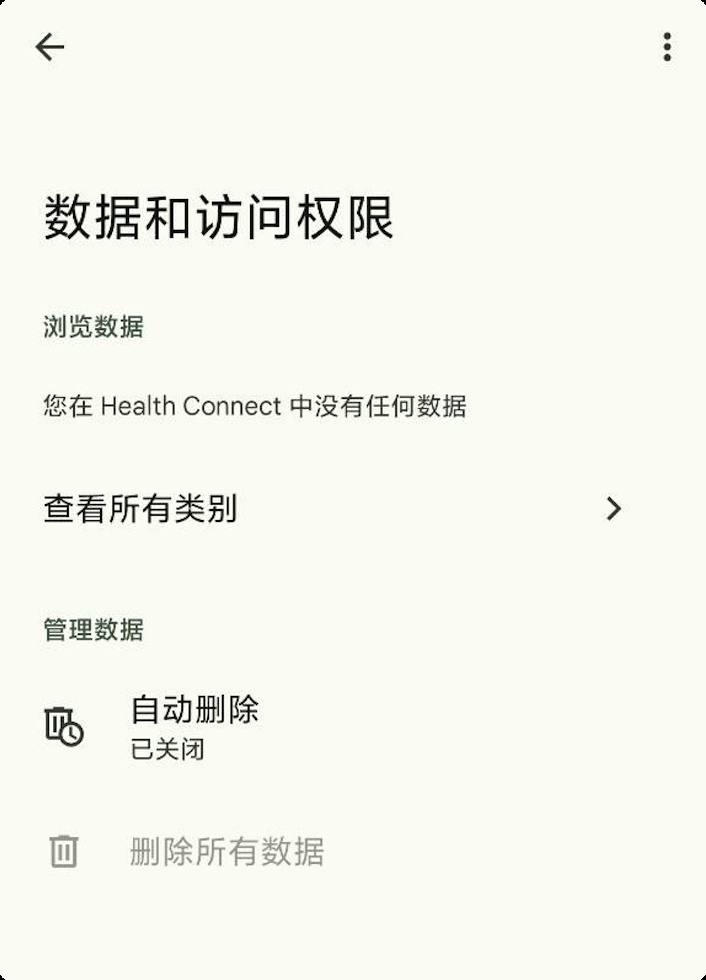 数据和访问权限
浏览数据
您在 Health Connect 中没有任何数据
查看所有类别
管理数据
自动删除
已关闭
删除所有数据